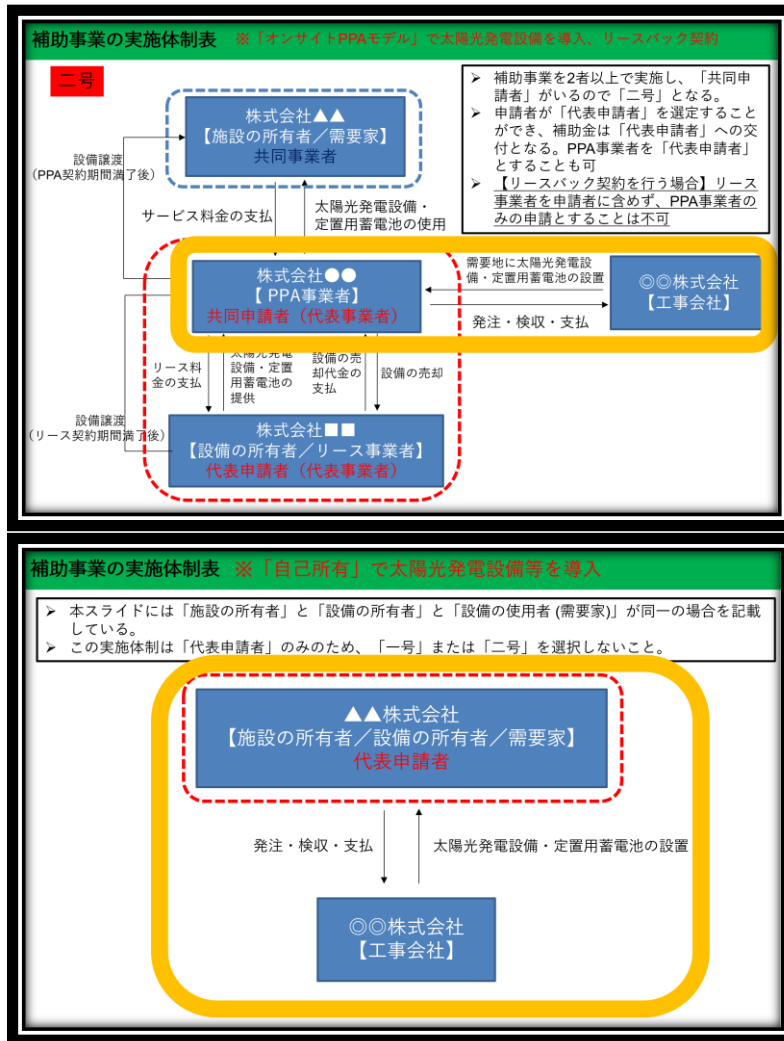 補助事業の実施体制表 ※「オンサイトPPAモデル」で太陽光発電設備を導入、リースバック契約
二号
➢ 補助事業を2者以上で実施し、「共同申
請者」がいるので「二号」となる。
➢ 申請者が「代表申請者」を選定すること
ができ、補助金は「代表申請者」への交
付となる。PPA事業者を「代表申請者」
とすることも可
➢ 【リースバック契約を行う場合】リース
事業者を申請者に含めず、PPA事業者の
みの申請とすることは不可
株式会社▲▲
【施設の所有者／需要家】
共同事業者
設備譲渡
(PPA契約期間満了後)
サービス料金の支払
太陽光発電設備・
定置用蓄電池の使用
株式会社●●
【 PPA事業者】
共同申請者（代表事業者）
需要地に太陽光発電設
備・定置用蓄電池の設置
発注・検収・支払
◎◎株式会社
【工事会社】
リース料
金の支払
太陽光発電
設備・定置
用蓄電池の
提供
設備の売
却代金の
支払
設備の売却
設備譲渡
(リース契約期間満了後)
株式会社■■
【設備の所有者／リース事業者】
代表申請者（代表事業者）
補助事業の実施体制表 ※「自己所有」で太陽光発電設備等を導入
➢ 本スライドには「施設の所有者」と「設備の所有者」と「設備の使用者 (需要家)」が同一の場合を記載
している。
➢ この実施体制は「代表申請者」のみのため、「一号」または「二号」を選択しないこと。
▲▲株式会社
【施設の所有者／設備の所有者／需要家】
代表申請者
発注・検収・支払
太陽光発電設備・定置用蓄電池の設置
◎◎株式会社
【工事会社】